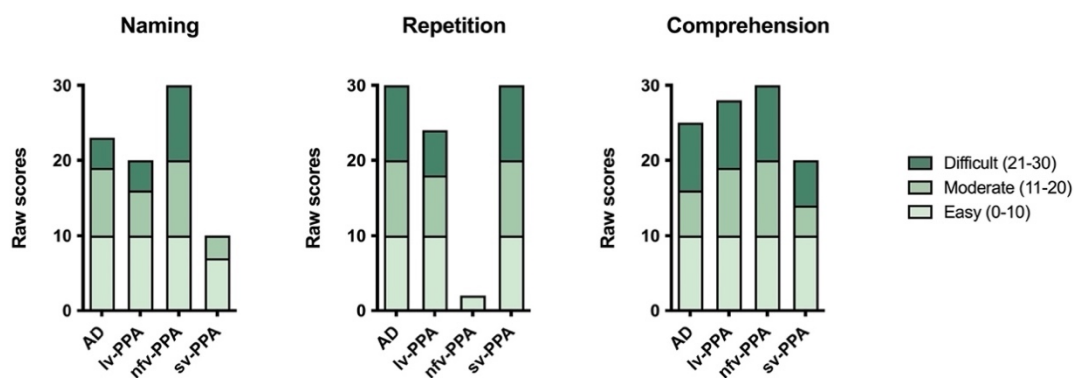 Naming
Repetition
Comprehension
Raw scores
30
20
10
0
AD
lv-PPA
nfv-PPA
sv-PPA
Raw scores
30
20
10
0
AD
lv-PPA
nfv-PPA
sv-PPA
Raw scores
30
20
10
0
AD
lv-PPA
nfv-PPA
sv-PPA
Difficult (21-30)
Moderate (11-20)
Easy (0-10)